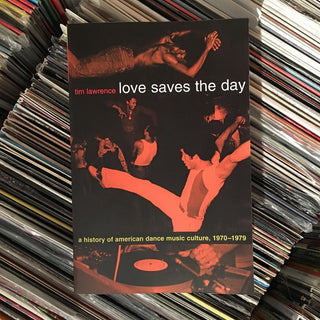 tim lawrence love saves the day
a history of american dance music culture, 1970–1979